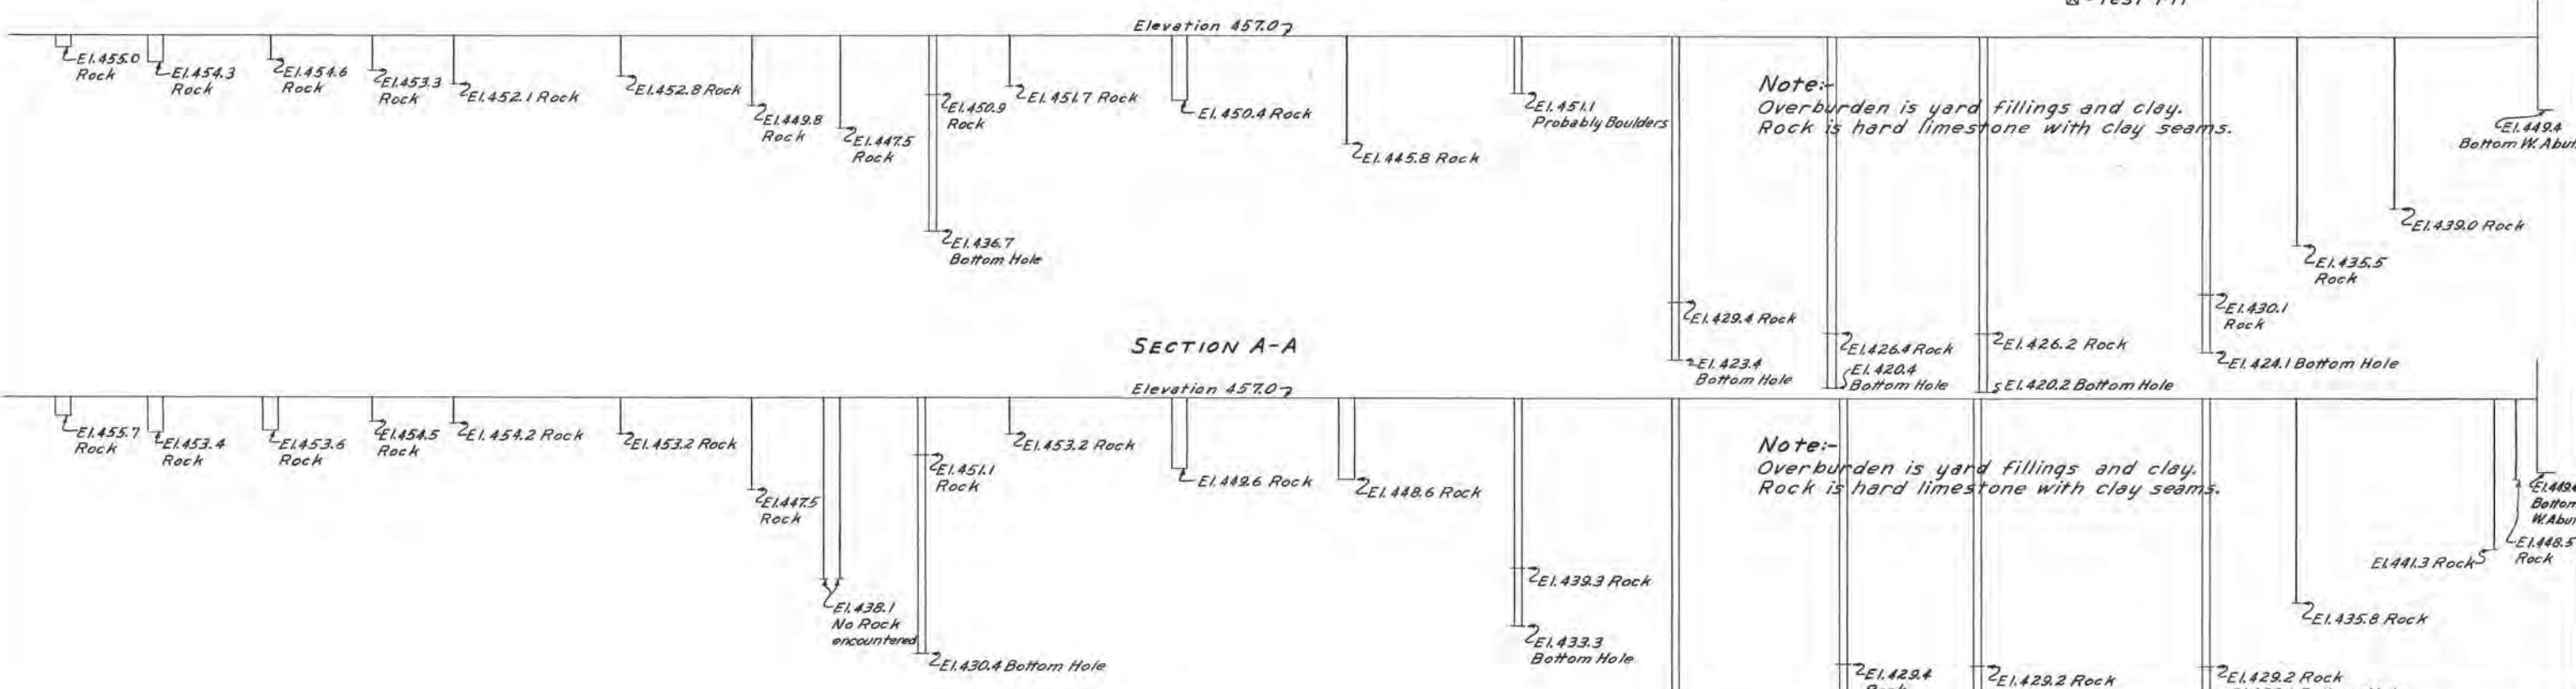 ⊠-Test Pit
Elevation 457.0
El.455.0
Rock
El.454.3
Rock
El.454.6
Rock
El.453.3
Rock
El.452.1 Rock
El.452.8 Rock
El.449.8
Rock
El.447.5
Rock
El.450.9
Rock
El.436.7
Bottom Hole
El.451.7 Rock
El.450.4 Rock
El.445.8 Rock
El.451.1
Probably Boulders
Note:-
Overburden is yard fillings and clay.
Rock is hard limestone with clay seams.
El.429.4 Rock
El.423.4
Bottom Hole
El.426.4 Rock
El.420.4
Bottom Hole
El.426.2 Rock
El.420.2 Bottom Hole
El.430.1
Rock
El.424.1 Bottom Hole
El.435.5
Rock
El.439.0 Rock
El.449.4
Bottom W. Abut.
SECTION A-A
Elevation 457.0
El.455.7
Rock
El.453.4
Rock
El.453.6
Rock
El.454.5
Rock
El.454.2 Rock
El.453.2 Rock
El.447.5
Rock
El.438.1
No Rock
encountered
El.451.1
Rock
El.430.4 Bottom Hole
El.453.2 Rock
El.449.6 Rock
El.448.6 Rock
El.439.3 Rock
El.433.3
Bottom Hole
Note:-
Overburden is yard fillings and clay.
Rock is hard limestone with clay seams.
El.429.4
Rock
El.429.2 Rock
El.429.2 Rock
El.435.8 Rock
El.441.3 Rock
El.448.5
Rock
El.449.4
Bottom
W. Abut